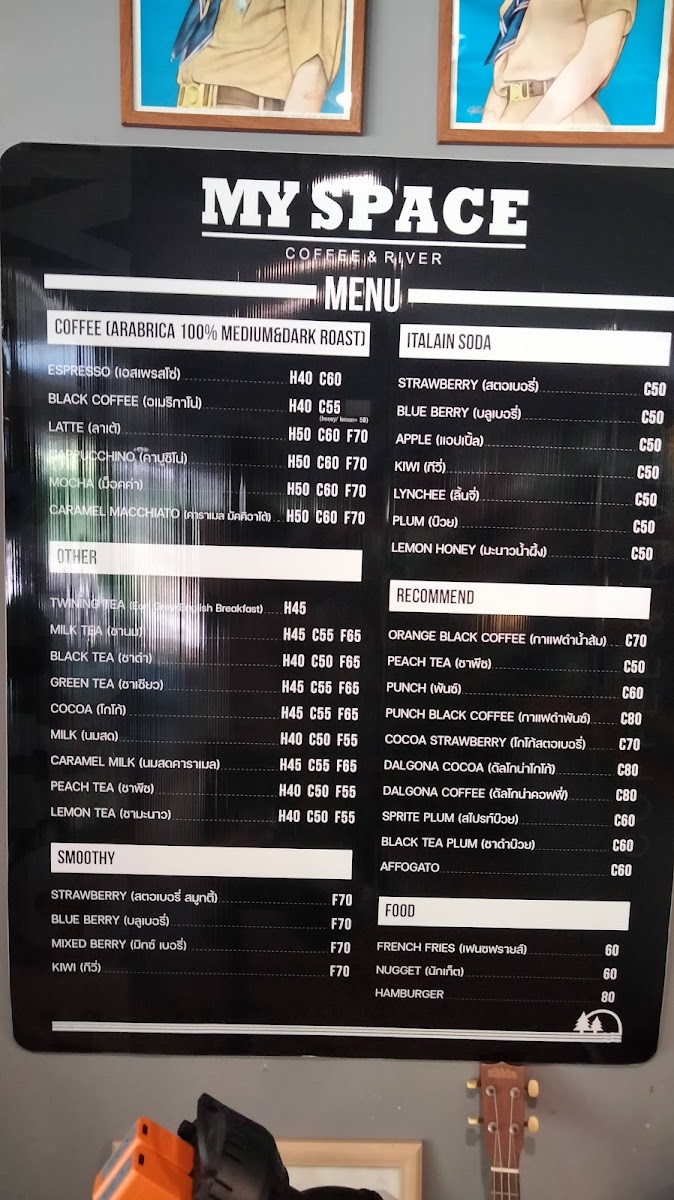 MY SPACE
COFFEE & RIVER
MENU
COFFEE (ARABRICA 100% MEDIUM&DARK ROAST)
ESPRESSO (เอสเพรสโซ่) H40 C60
BLACK COFFEE (อเมริกาโน่) H40 C55
(honey/ lemon+ 50)
LATTE (ลาเต้) H50 C60 F70
CAPPUCCHINO (คาปูชิโน่) H50 C60 F70
MOCHA (ม็อคค่า) H50 C60 F70
CARAMEL MACCHIATO (คาราเมล มัคคิอาโต้) H50 C60 F70
OTHER
TWINING TEA (Earl Grey/English Breakfast) H45
MILK TEA (ชานม) H45 C55 F65
BLACK TEA (ชาดำ) H40 C50 F65
GREEN TEA (ชาเขียว) H45 C55 F65
COCOA (โกโก้) H45 C55 F65
MILK (นมสด) H40 C50 F55
CARAMEL MILK (นมสดคาราเมล) H45 C55 F65
PEACH TEA (ชาพีช) H40 C50 F55
LEMON TEA (ชามะนาว) H40 C50 F55
SMOOTHY
STRAWBERRY (สตอเบอรี่ สมูทตี้) F70
BLUE BERRY (บลูเบอรี่) F70
MIXED BERRY (มิกซ์ เบอรี่) F70
KIWI (กีวี่) F70
ITALAIN SODA
STRAWBERRY (สตอเบอรี่) C50
BLUE BERRY (บลูเบอรี่) C50
APPLE (แอปเปิ้ล) C50
KIWI (กีวี่) C50
LYNCHEE (ลิ้นจี่) C50
PLUM (บ๊วย) C50
LEMON HONEY (มะนาวน้ำผึ้ง) C50
RECOMMEND
ORANGE BLACK COFFEE (กาแฟดำน้ำส้ม) C70
PEACH TEA (ชาพีช) C50
PUNCH (พันช์) C60
PUNCH BLACK COFFEE (กาแฟดำพันช์) C80
COCOA STRAWBERRY (โกโก้สตอเบอรี่) C70
DALGONA COCOA (ดัลโกน่าโกโก้) C80
DALGONA COFFEE (ดัลโกน่าคอฟฟี่) C80
SPRITE PLUM (สไปรท์บ๊วย) C60
BLACK TEA PLUM (ชาดำบ๊วย) C60
AFFOGATO C60
FOOD
FRENCH FRIES (เฟนซฟรายส์) 60
NUGGET (นักเก็ต) 60
HAMBURGER 80